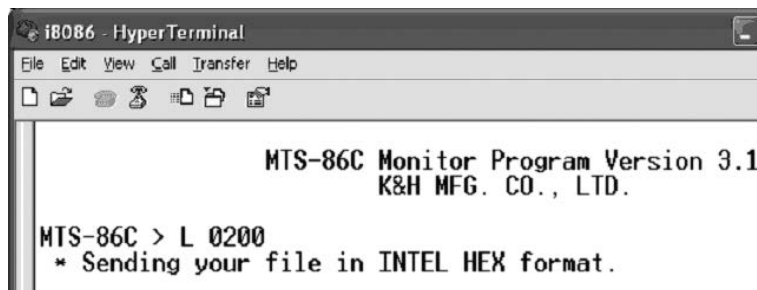 i8086 - HyperTerminal
File Edit View Call Transfer Help
MTS-86C Monitor Program Version 3.1
K&H MFG. CO., LTD.
MTS-86C > L 0200
* Sending your file in INTEL HEX format.